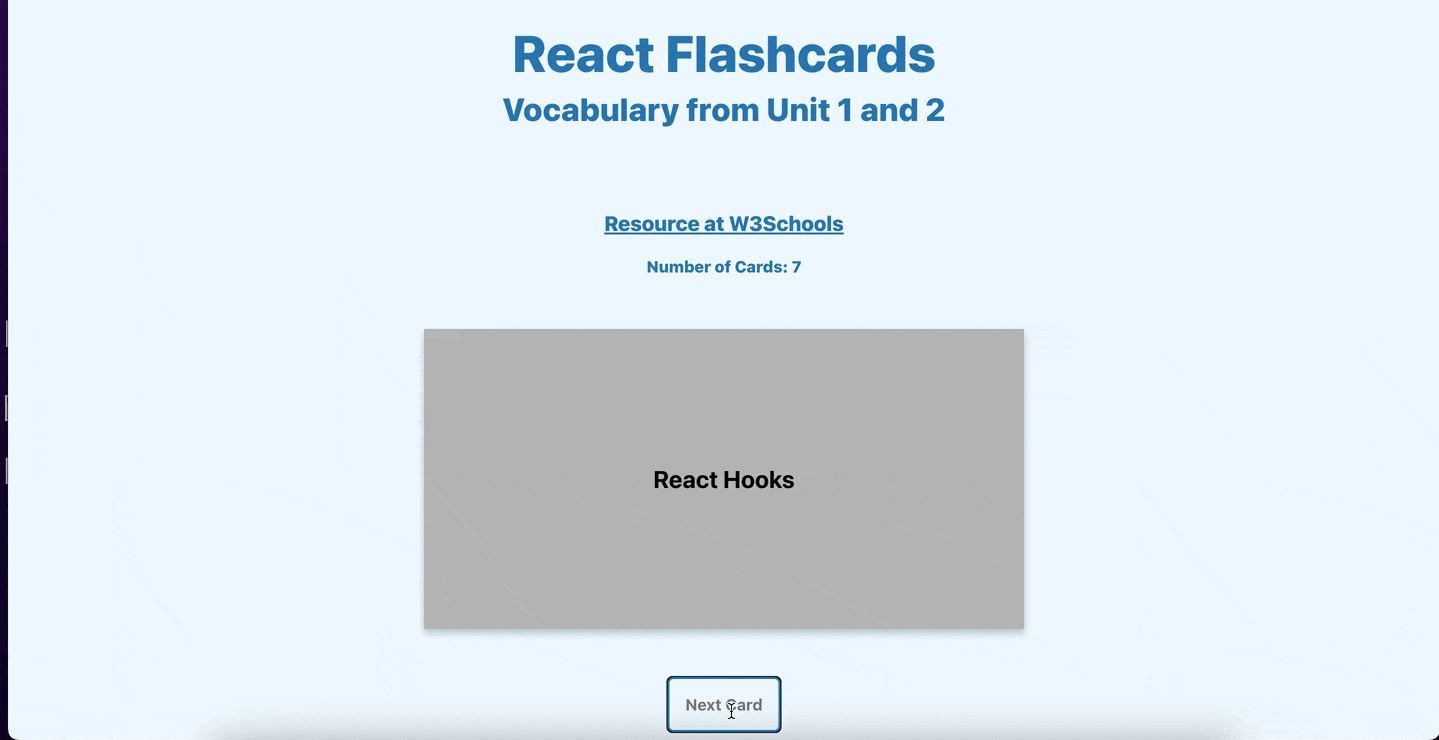 React Flashcards
Vocabulary from Unit 1 and 2
Resource at W3Schools
Number of Cards: 7
React Hooks
Next Card